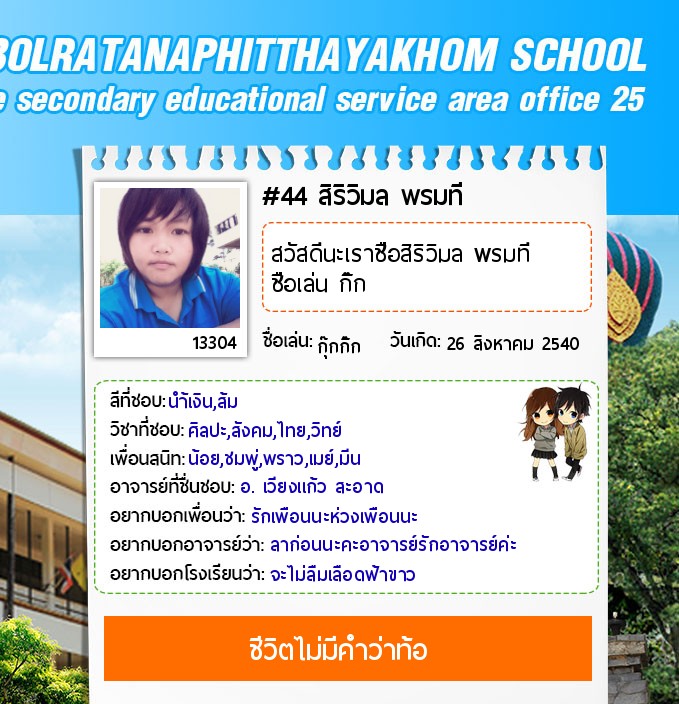 BOLRATANAPHITTHAYAKHOM SCHOOL
secondary educational service area office 25
#44 สิริวิมล พรมที
สวัสดีนะเราชื่อสิริวิมล พรมที
ชื่อเล่น กิ๊ก
13304
ชื่อเล่น: กุ๊กกิ๊ก วันเกิด: 26 สิงหาคม 2540
สีที่ชอบ: น้ำเงิน,ส้ม
วิชาที่ชอบ: ศิลปะ,สังคม,ไทย,วิทย์
เพื่อนสนิท: น้อย,ชมพู่,พราว,เมย์,มีน
อาจารย์ที่ชื่นชอบ: อ. เวียงแก้ว สะอาด
อยากบอกเพื่อนว่า: รักเพื่อนนะห่วงเพื่อนนะ
อยากบอกอาจารย์ว่า: ลาก่อนนะคะอาจารย์รักอาจารย์ค่ะ
อยากบอกโรงเรียนว่า: จะไม่ลืมเลือดฟ้าขาว
ชีวิตไม่มีคำว่าท้อ